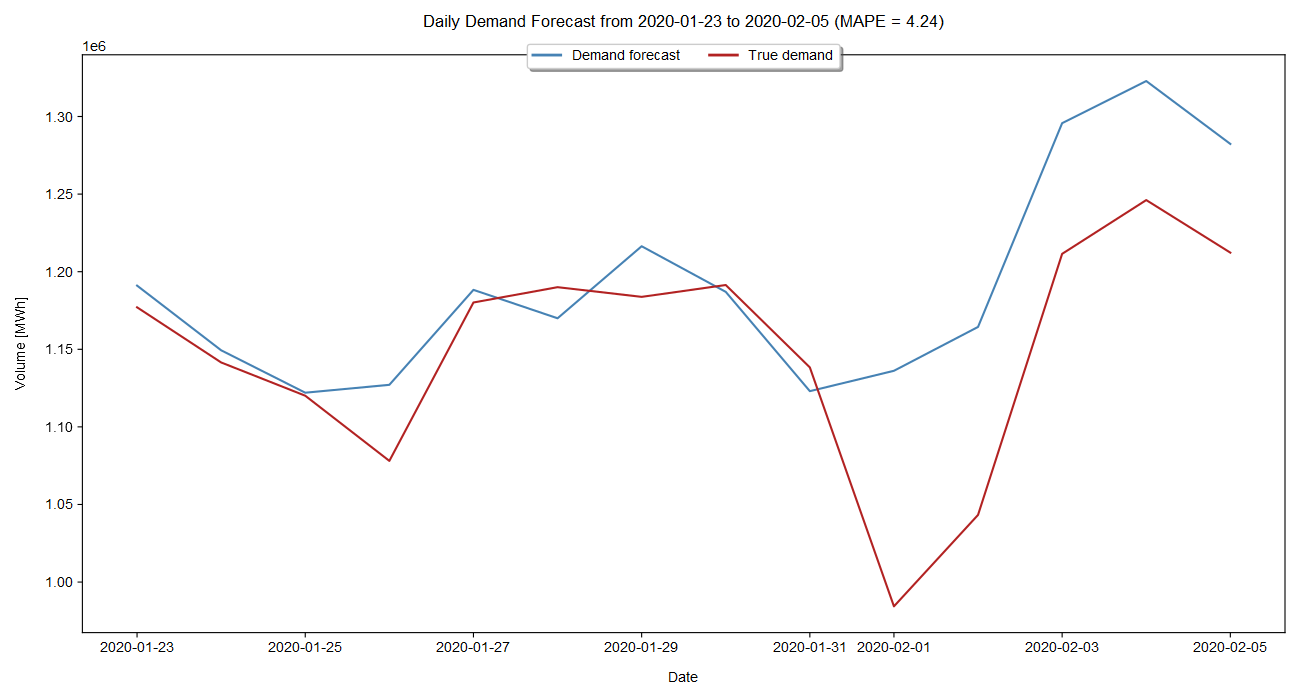 Daily Demand Forecast from 2020-01-23 to 2020-02-05 (MAPE = 4.24)
1e6
Demand forecast True demand
1.30
1.25
1.20
1.15
1.10
1.05
1.00
Volume [MWh]
2020-01-23 2020-01-25 2020-01-27 2020-01-29 2020-01-31 2020-02-01 2020-02-03 2020-02-05
Date